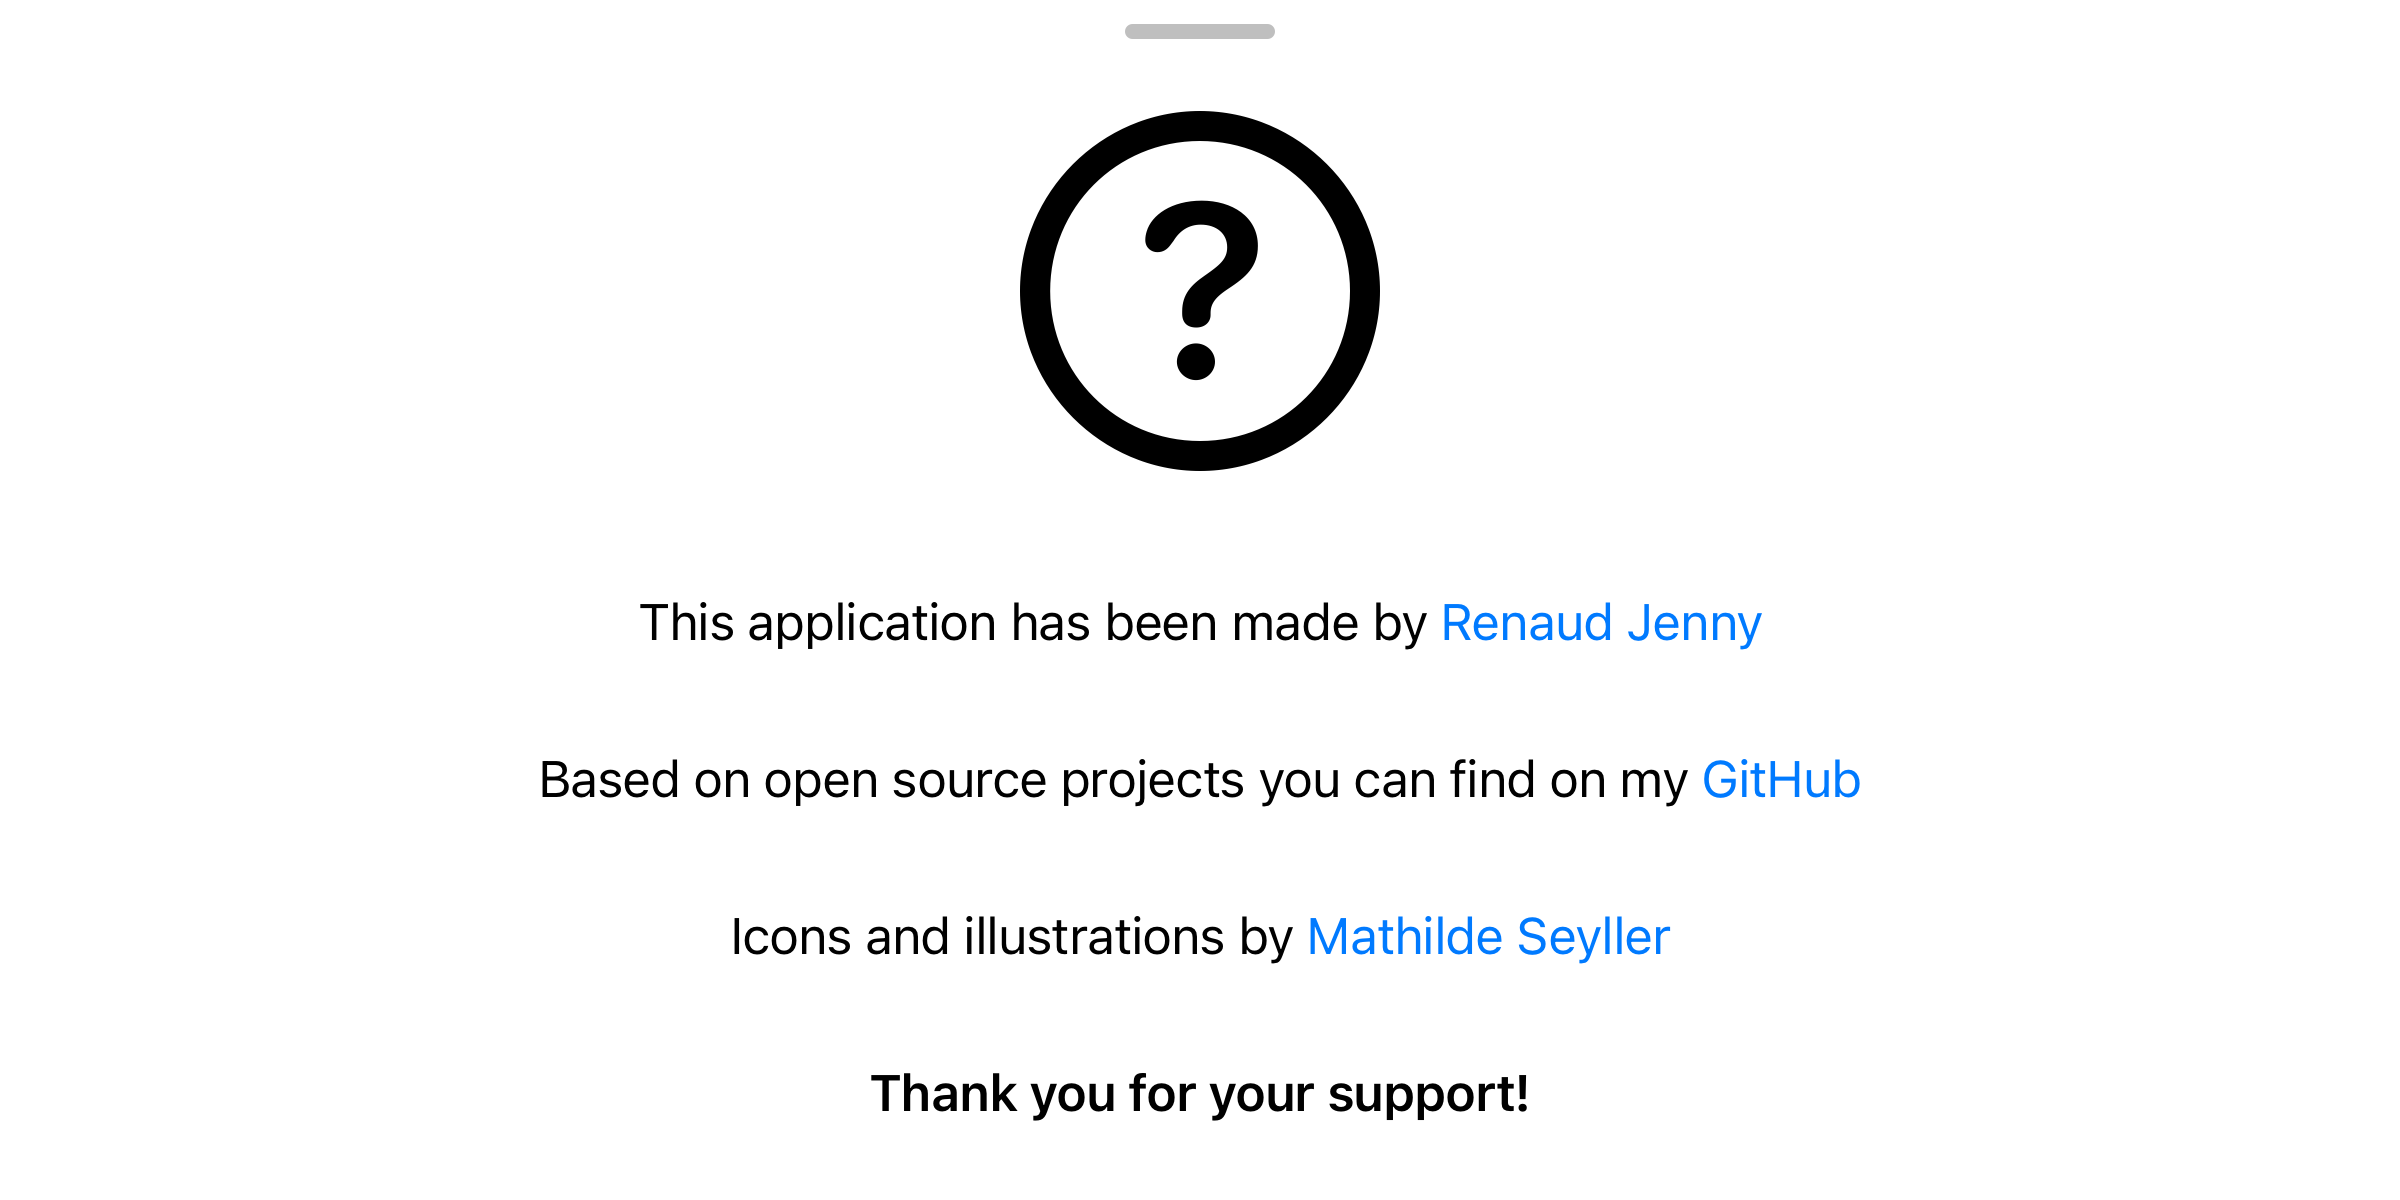 ?
This application has been made by Renaud Jenny
Based on open source projects you can find on my GitHub
Icons and illustrations by Mathilde Seyller
Thank you for your support!